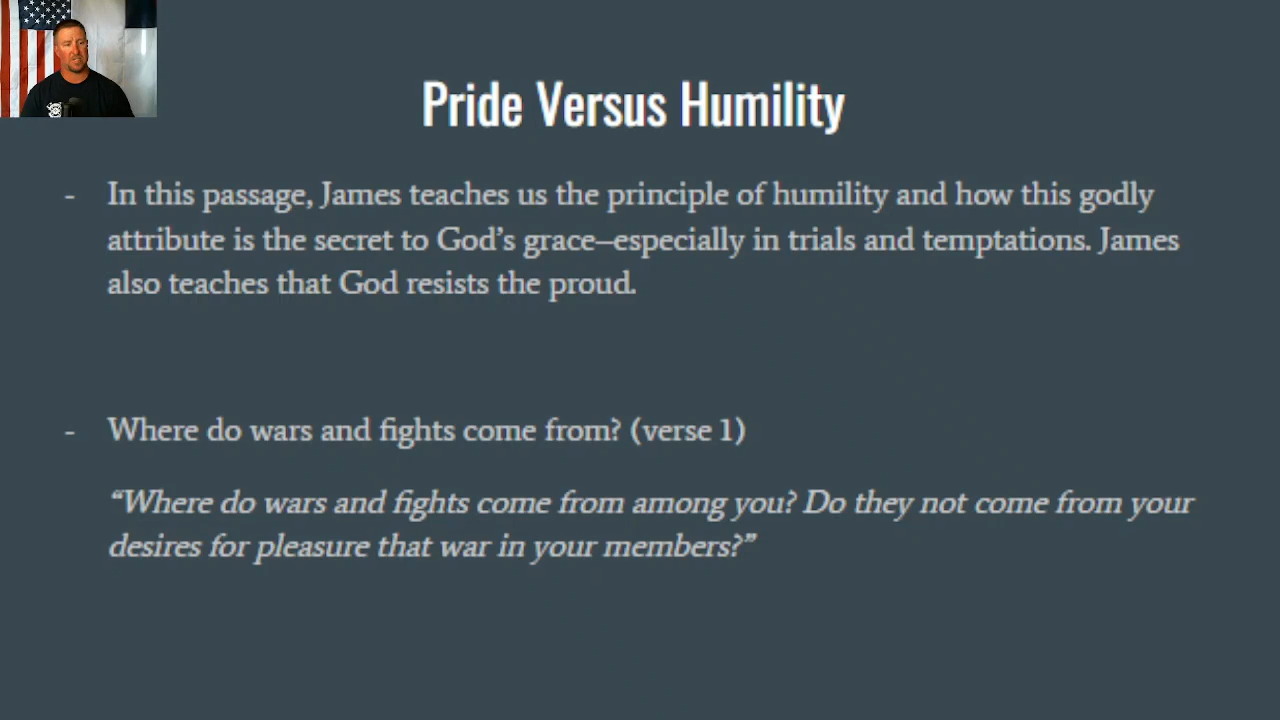 Pride Versus Humility
- In this passage, James teaches us the principle of humility and how this godly
attribute is the secret to God’s grace—especially in trials and temptations. James
also teaches that God resists the proud.
- Where do wars and fights come from? (verse 1)
“Where do wars and fights come from among you? Do they not come from your
desires for pleasure that war in your members?”